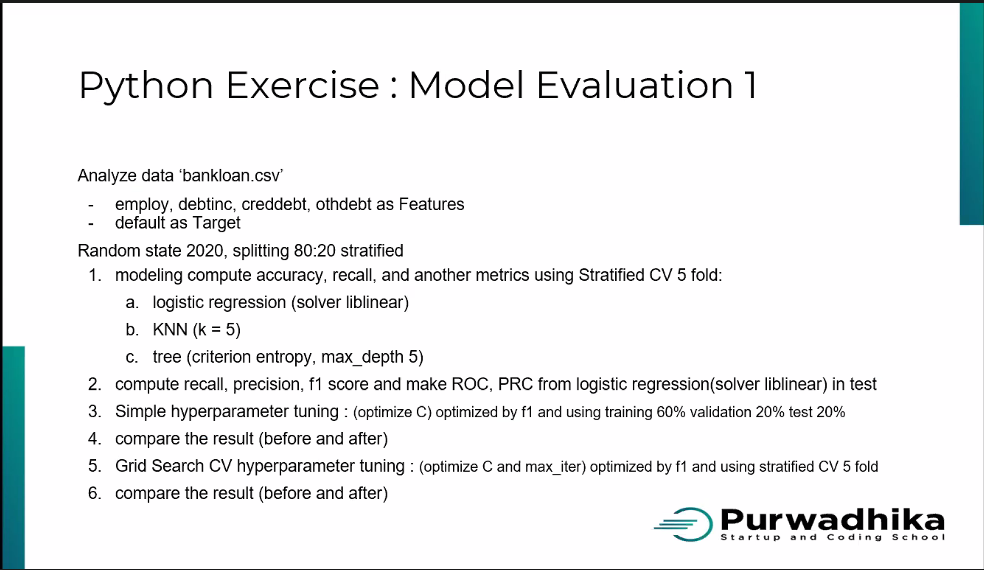 Python Exercise : Model Evaluation 1
Analyze data ‘bankloan.csv’
- employ, debtinc, creddebt, othdebt as Features
- default as Target
Random state 2020, splitting 80:20 stratified
1. modeling compute accuracy, recall, and another metrics using Stratified CV 5 fold:
a. logistic regression (solver liblinear)
b. KNN (k = 5)
c. tree (criterion entropy, max_depth 5)
2. compute recall, precision, f1 score and make ROC, PRC from logistic regression(solver liblinear) in test
3. Simple hyperparameter tuning : (optimize C) optimized by f1 and using training 60% validation 20% test 20%
4. compare the result (before and after)
5. Grid Search CV hyperparameter tuning : (optimize C and max_iter) optimized by f1 and using stratified CV 5 fold
6. compare the result (before and after)
Purwadhika
Startup and Coding School